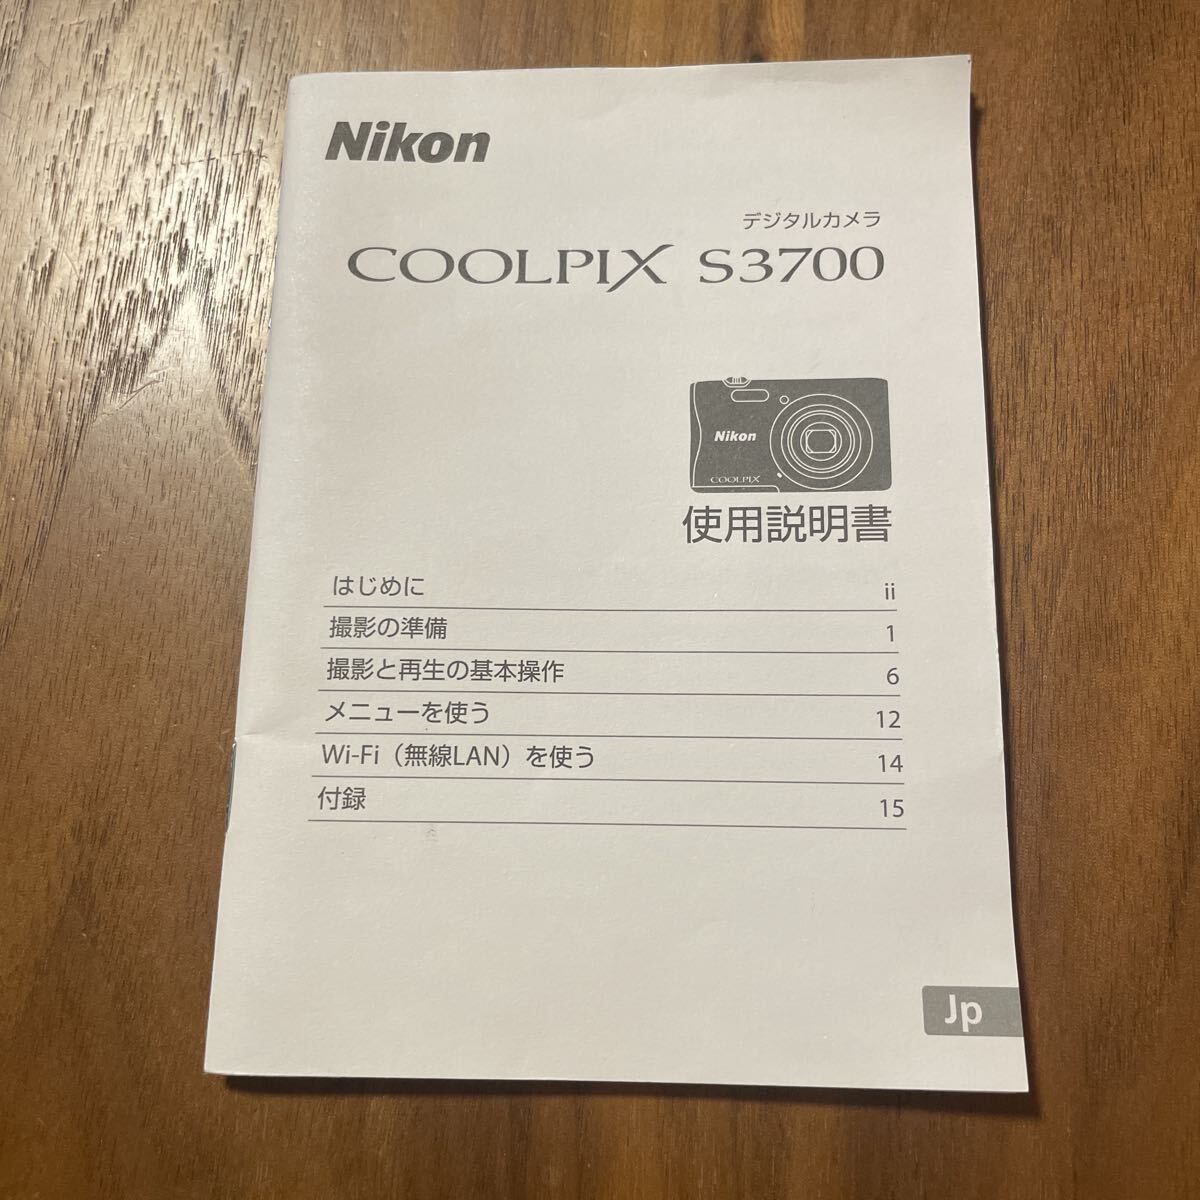 Nikon
デジタルカメラ
COOLPIX S3700
Nikon
COOLPIX
使用説明書
はじめに ii
撮影の準備 1
撮影と再生の基本操作 6
メニューを使う 12
Wi-Fi（無線LAN）を使う 14
付録 15
Jp